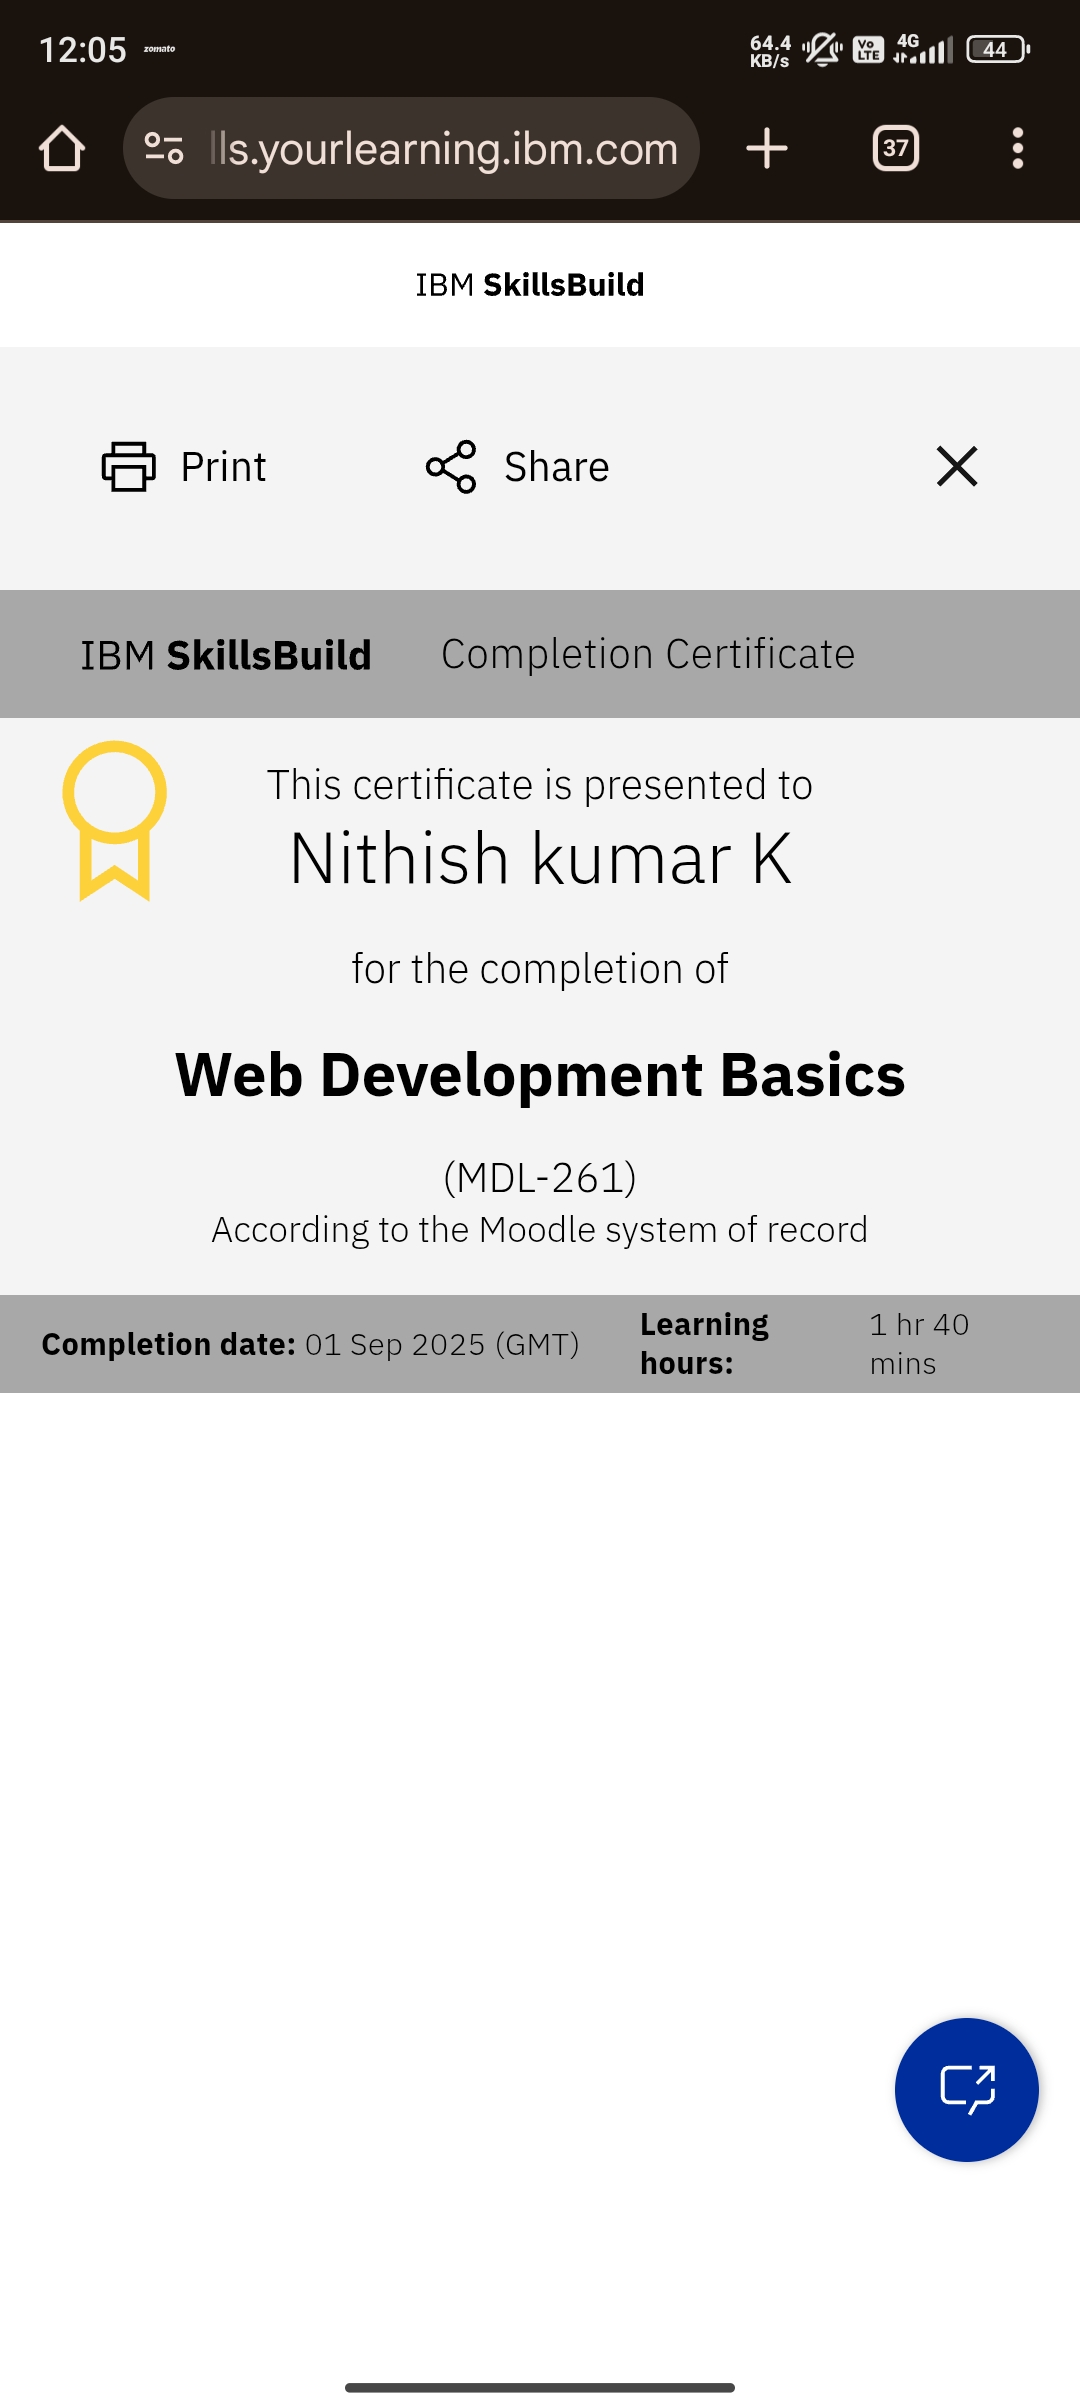 12:05 zomato 64.4 KB/s Vo LTE 4G 44
lls.yourlearning.ibm.com 37
IBM SkillsBuild
Print Share
IBM SkillsBuild Completion Certificate
This certificate is presented to
Nithish kumar K
for the completion of
Web Development Basics
(MDL-261)
According to the Moodle system of record
Completion date: 01 Sep 2025 (GMT) Learning hours: 1 hr 40 mins